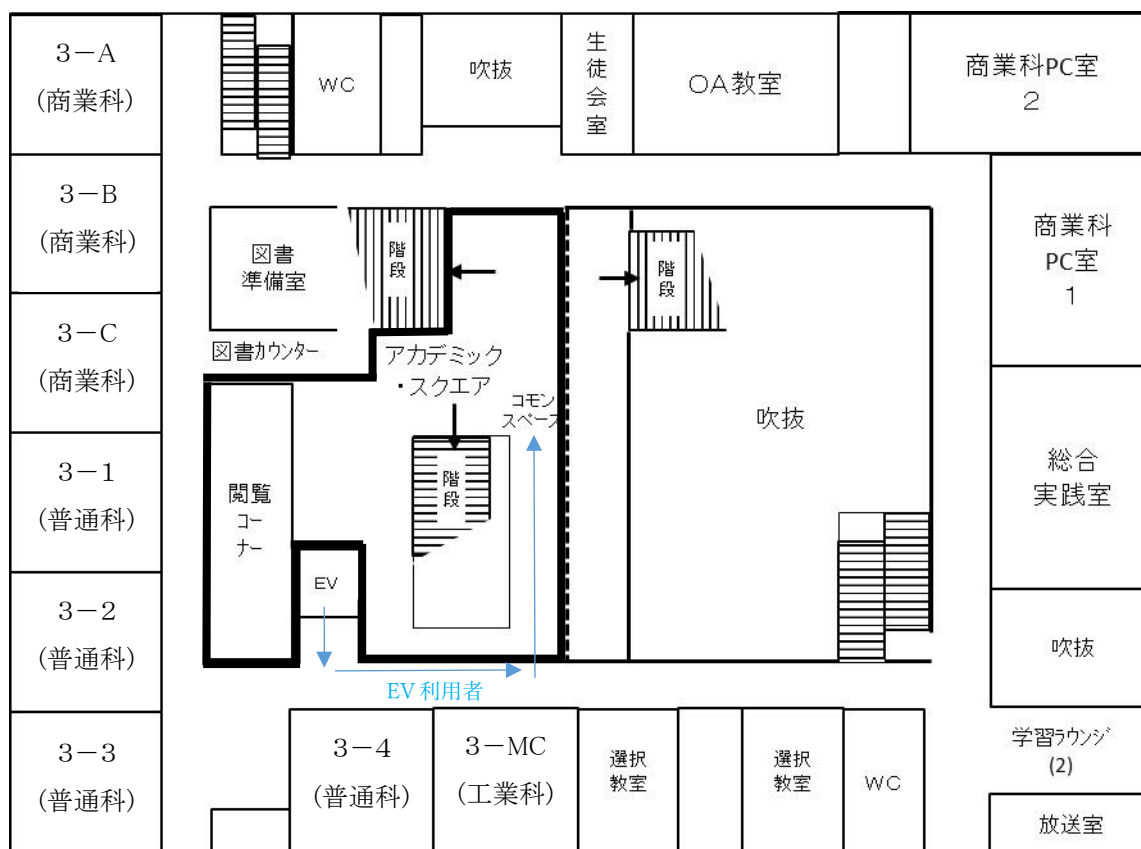 3－A
(商業科)
WC
吹抜
生
徒
会
室
OA教室
商業科PC室
2
3－B
(商業科)
図書
準備室
階
段
階
段
商業科
PC室
1
3－C
(商業科)
図書カウンター
アカデミック
・スクエア
コモン
スペース
吹抜
3－1
(普通科)
閲覧
コー
ナー
階
段
総合
実践室
3－2
(普通科)
EV
EV 利用者
吹抜
3－3
(普通科)
3－4
(普通科)
3－MC
(工業科)
選択
教室
選択
教室
WC
学習ラウンジ
(2)
放送室